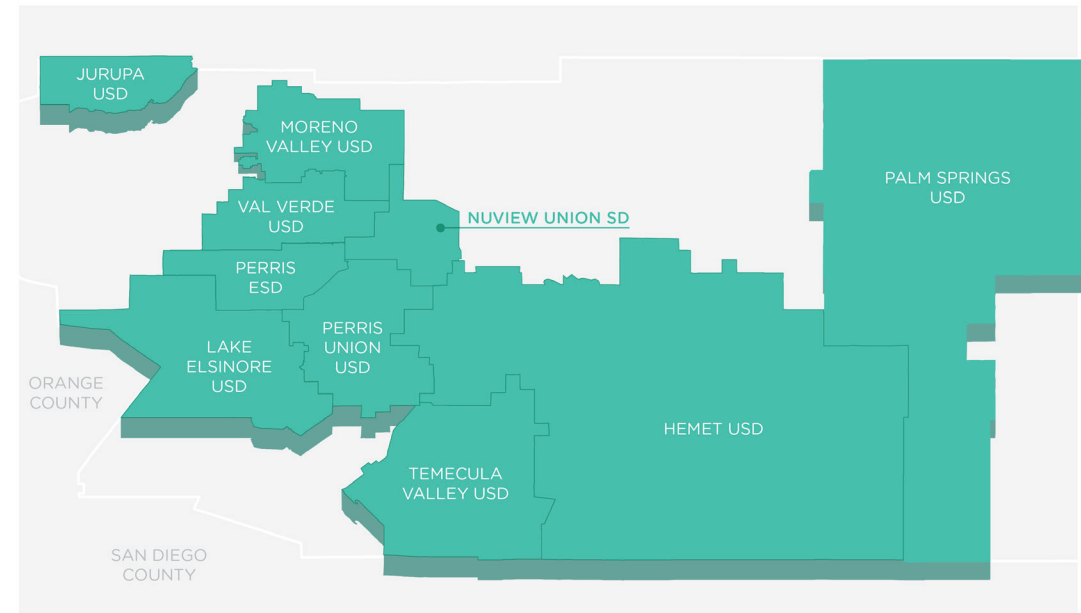 JURUPA
USD
MORENO
VALLEY USD
PALM SPRINGS
USD
VAL VERDE
USD
NUVIEW UNION SD
PERRIS
ESD
PERRIS
UNION
USD
LAKE
ELSINORE
USD
ORANGE
COUNTY
HEMET USD
TEMECULA
VALLEY USD
SAN DIEGO
COUNTY